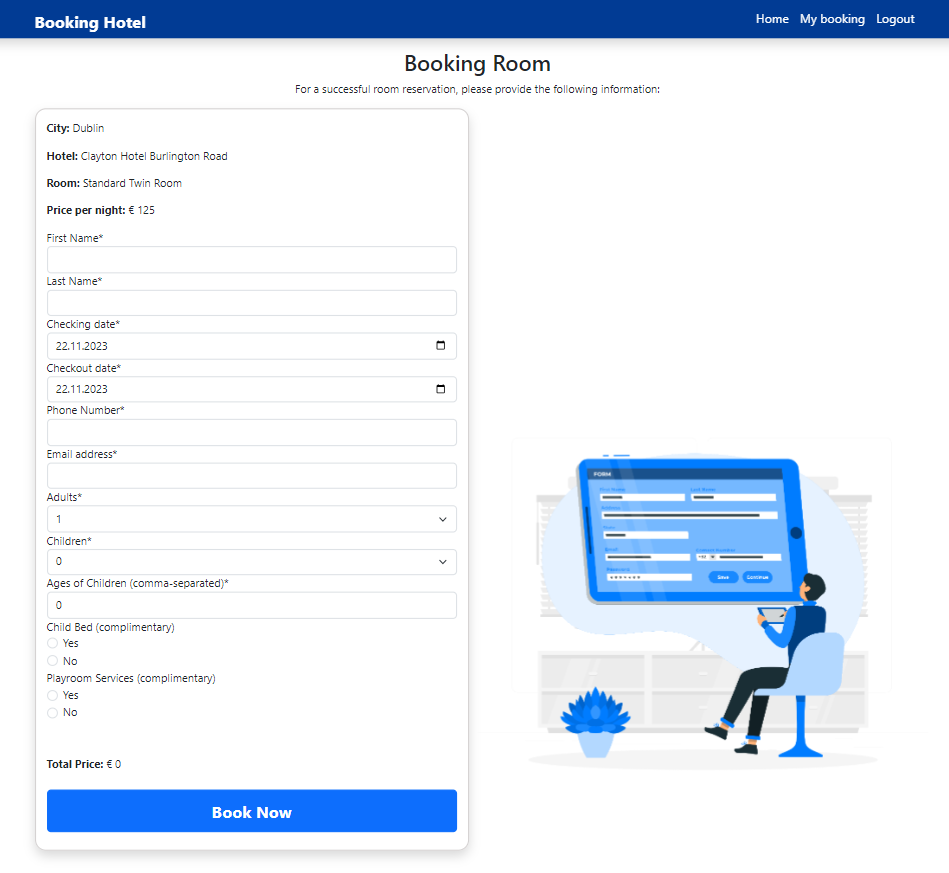 Booking Hotel
Home My booking Logout
Booking Room
For a successful room reservation, please provide the following information:
City: Dublin
Hotel: Clayton Hotel Burlington Road
Room: Standard Twin Room
Price per night: € 125
First Name*
Last Name*
Checking date*
22.11.2023
Checkout date*
22.11.2023
Phone Number*
Email address*
Adults*
1
Children*
0
Ages of Children (comma-separated)*
0
Child Bed (complimentary)
Yes
No
Playroom Services (complimentary)
Yes
No
Total Price: € 0
Book Now
FORM
First Name Last Name
Save Continue